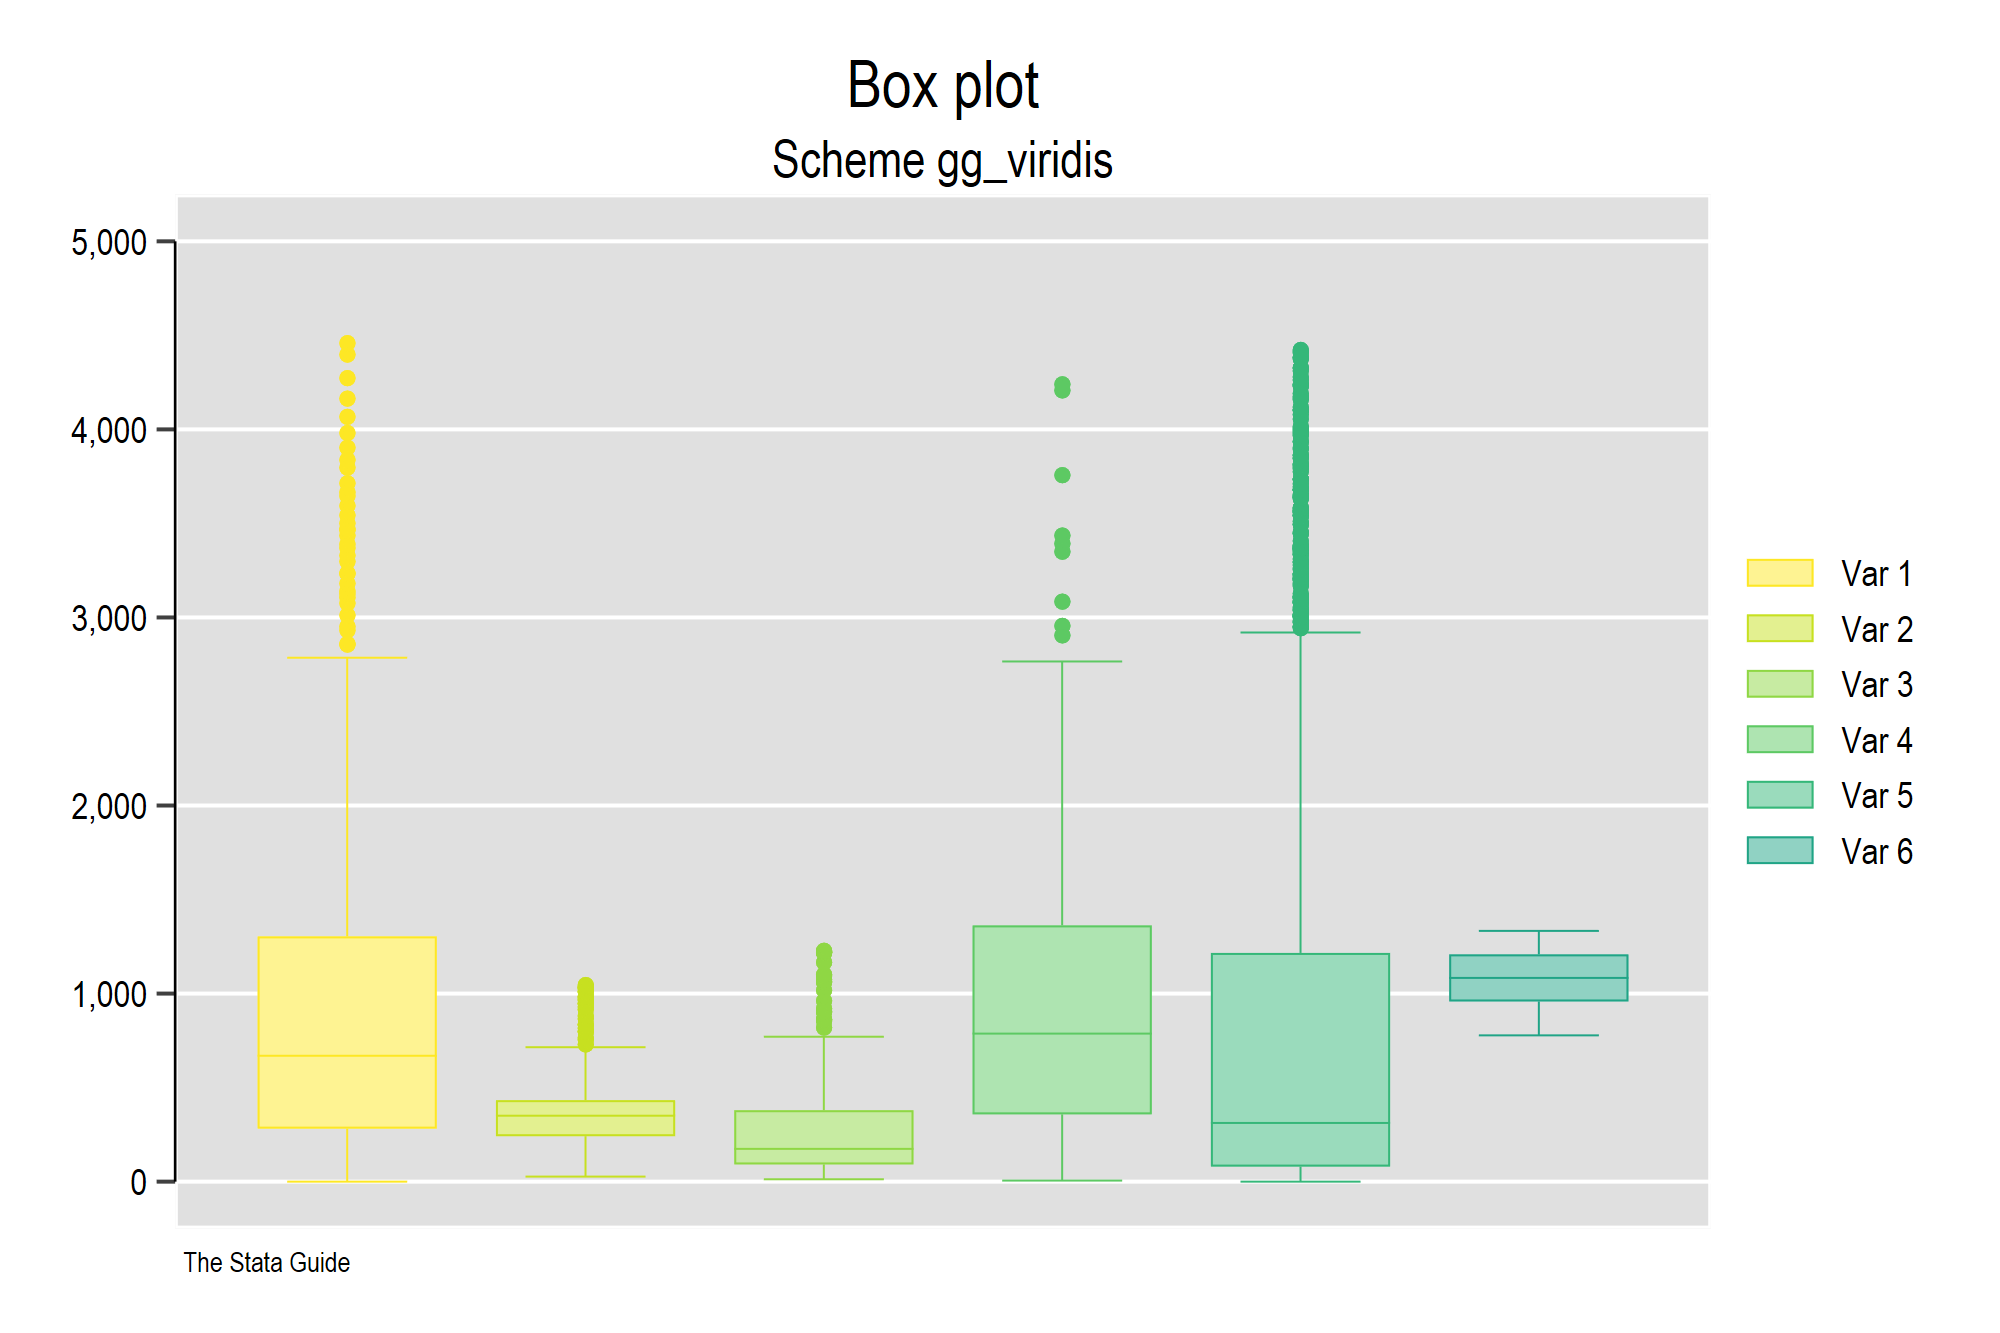 Box plot
Scheme gg_viridis
5,000
4,000
3,000
2,000
1,000
0
Var 1
Var 2
Var 3
Var 4
Var 5
Var 6
The Stata Guide